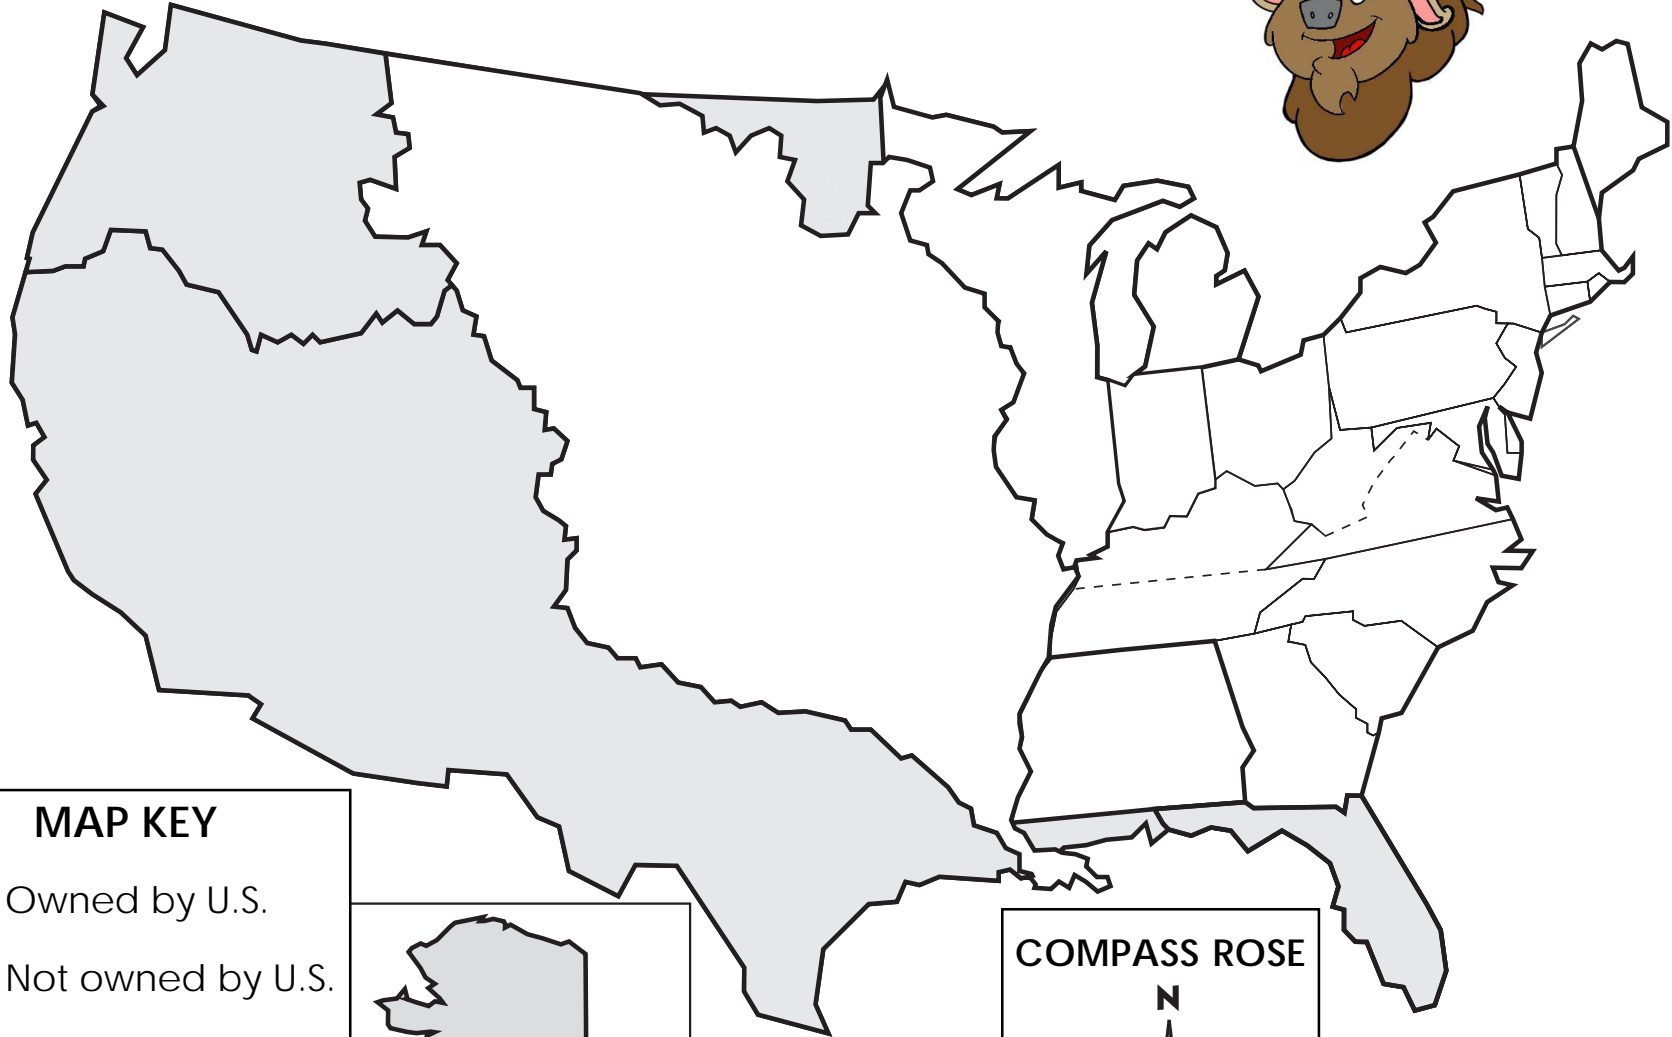 MAP KEY
Owned by U.S.
Not owned by U.S.
COMPASS ROSE
N